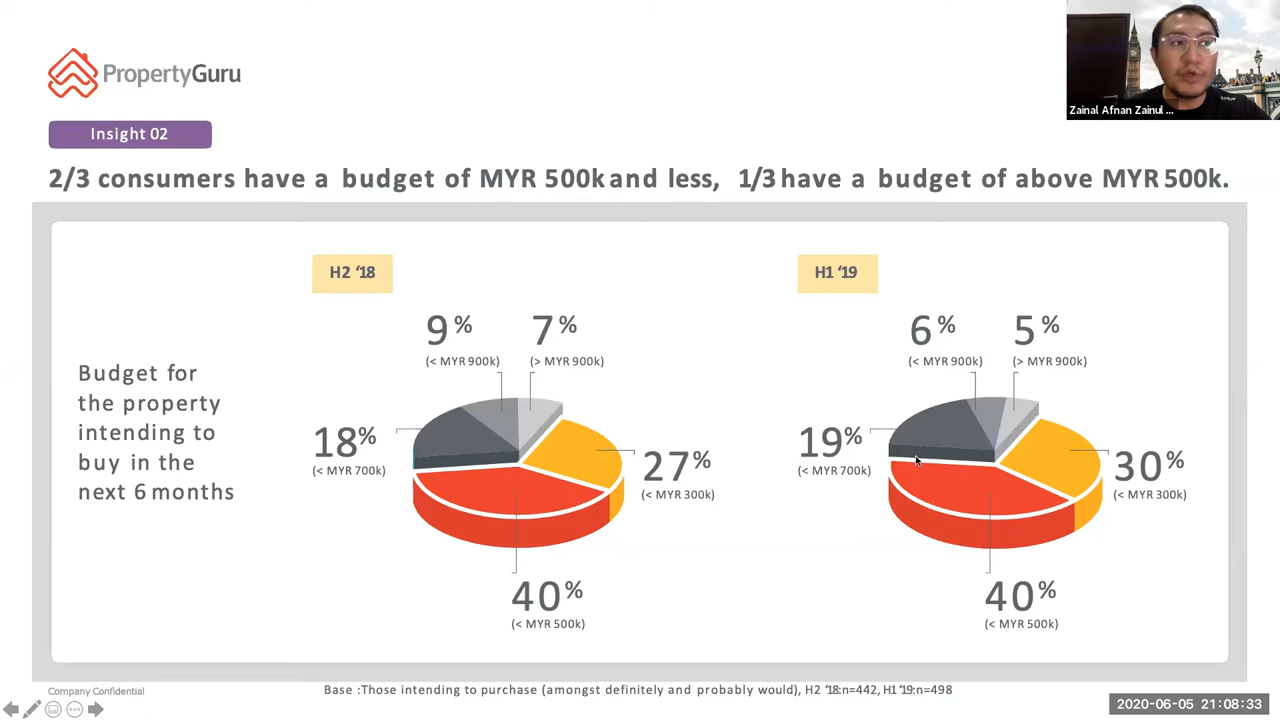 PropertyGuru
Zainal Afnan Zainul ...
Insight 02
2/3 consumers have a budget of MYR 500k and less, 1/3 have a budget of above MYR 500k.
H2 ‘18
H1 ‘19
9% 7%
(< MYR 900k) (> MYR 900k)
6% 5%
(< MYR 900k) (> MYR 900k)
Budget for
the property
intending to
buy in the
next 6 months
18%
(< MYR 700k)
27%
(< MYR 300k)
19%
(< MYR 700k)
30%
(< MYR 300k)
40%
(< MYR 500k)
40%
(< MYR 500k)
Company Confidential
Base :Those intending to purchase (amongst definitely and probably would), H2 ‘18:n=442, H1 ‘19:n=498
2020-06-05 21:08:33